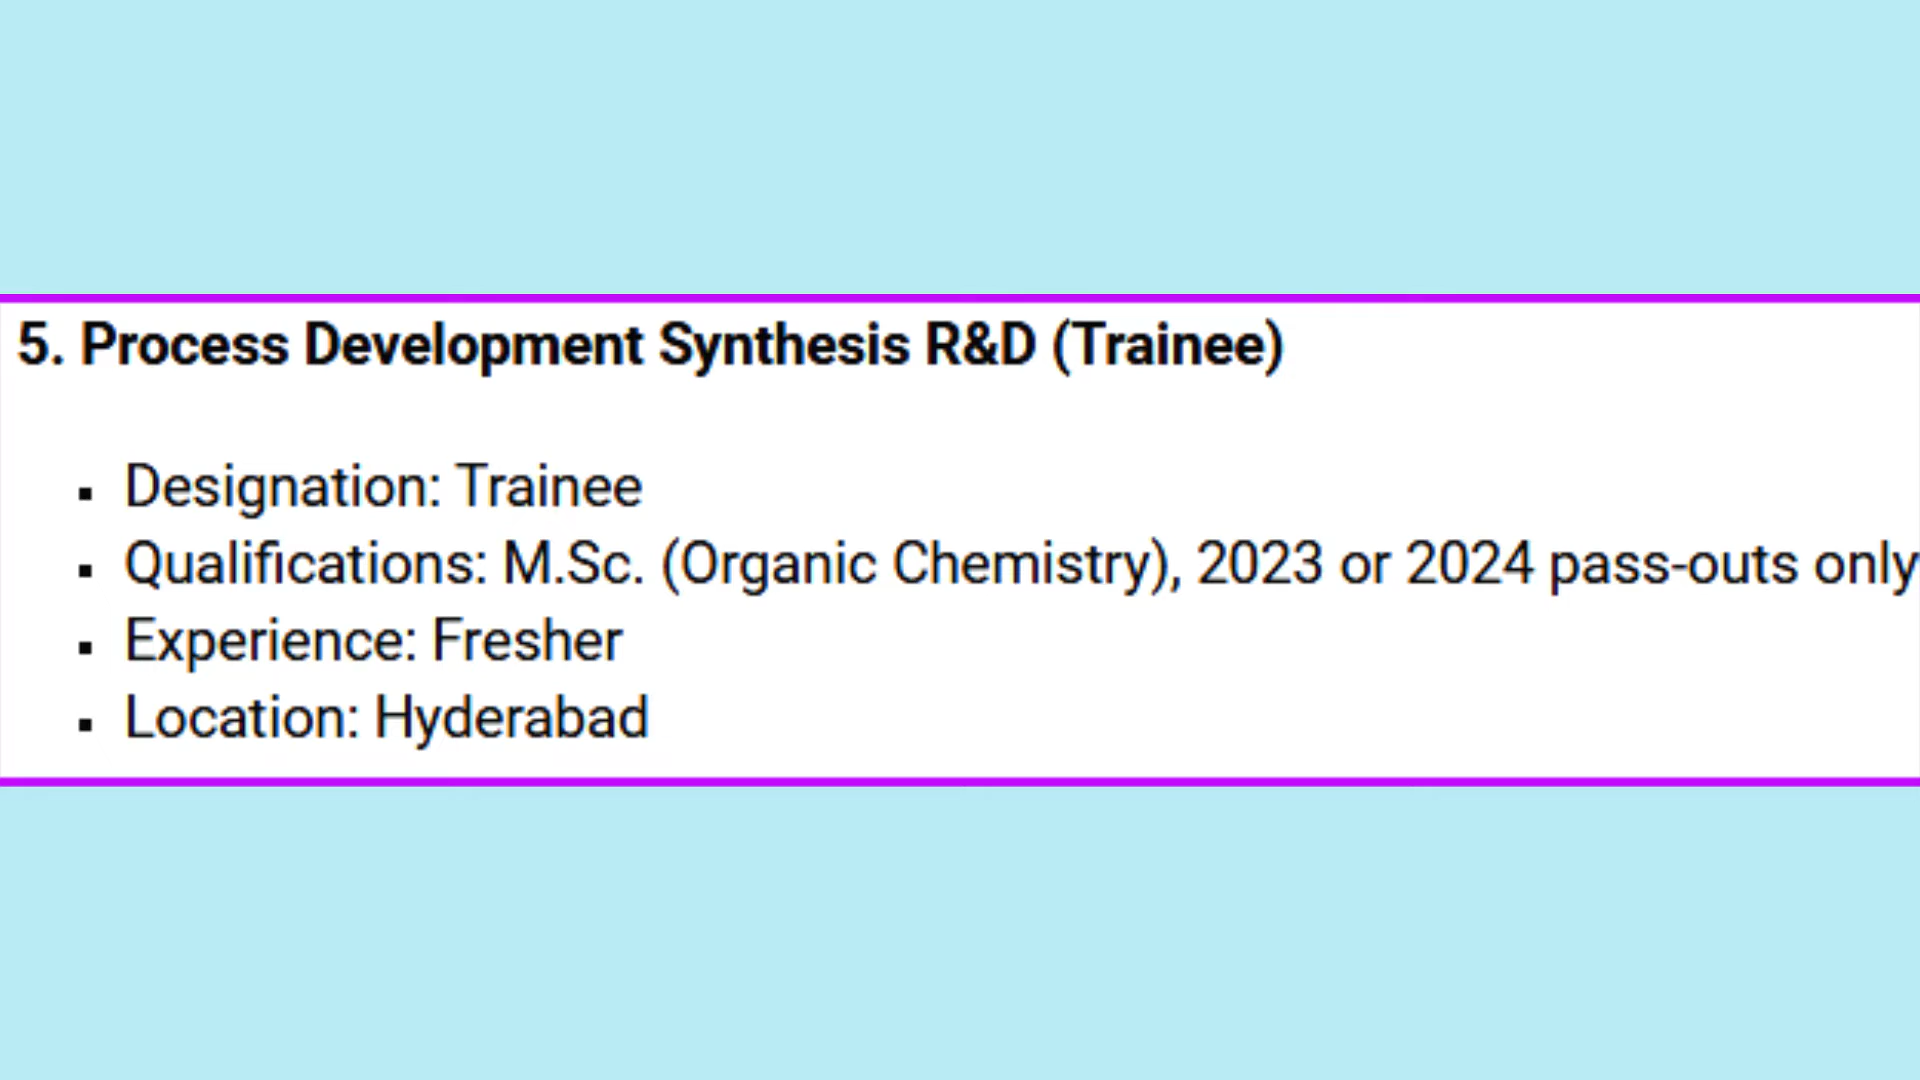 5. Process Development Synthesis R&D (Trainee)
▪ Designation: Trainee
▪ Qualifications: M.Sc. (Organic Chemistry), 2023 or 2024 pass-outs only
▪ Experience: Fresher
▪ Location: Hyderabad